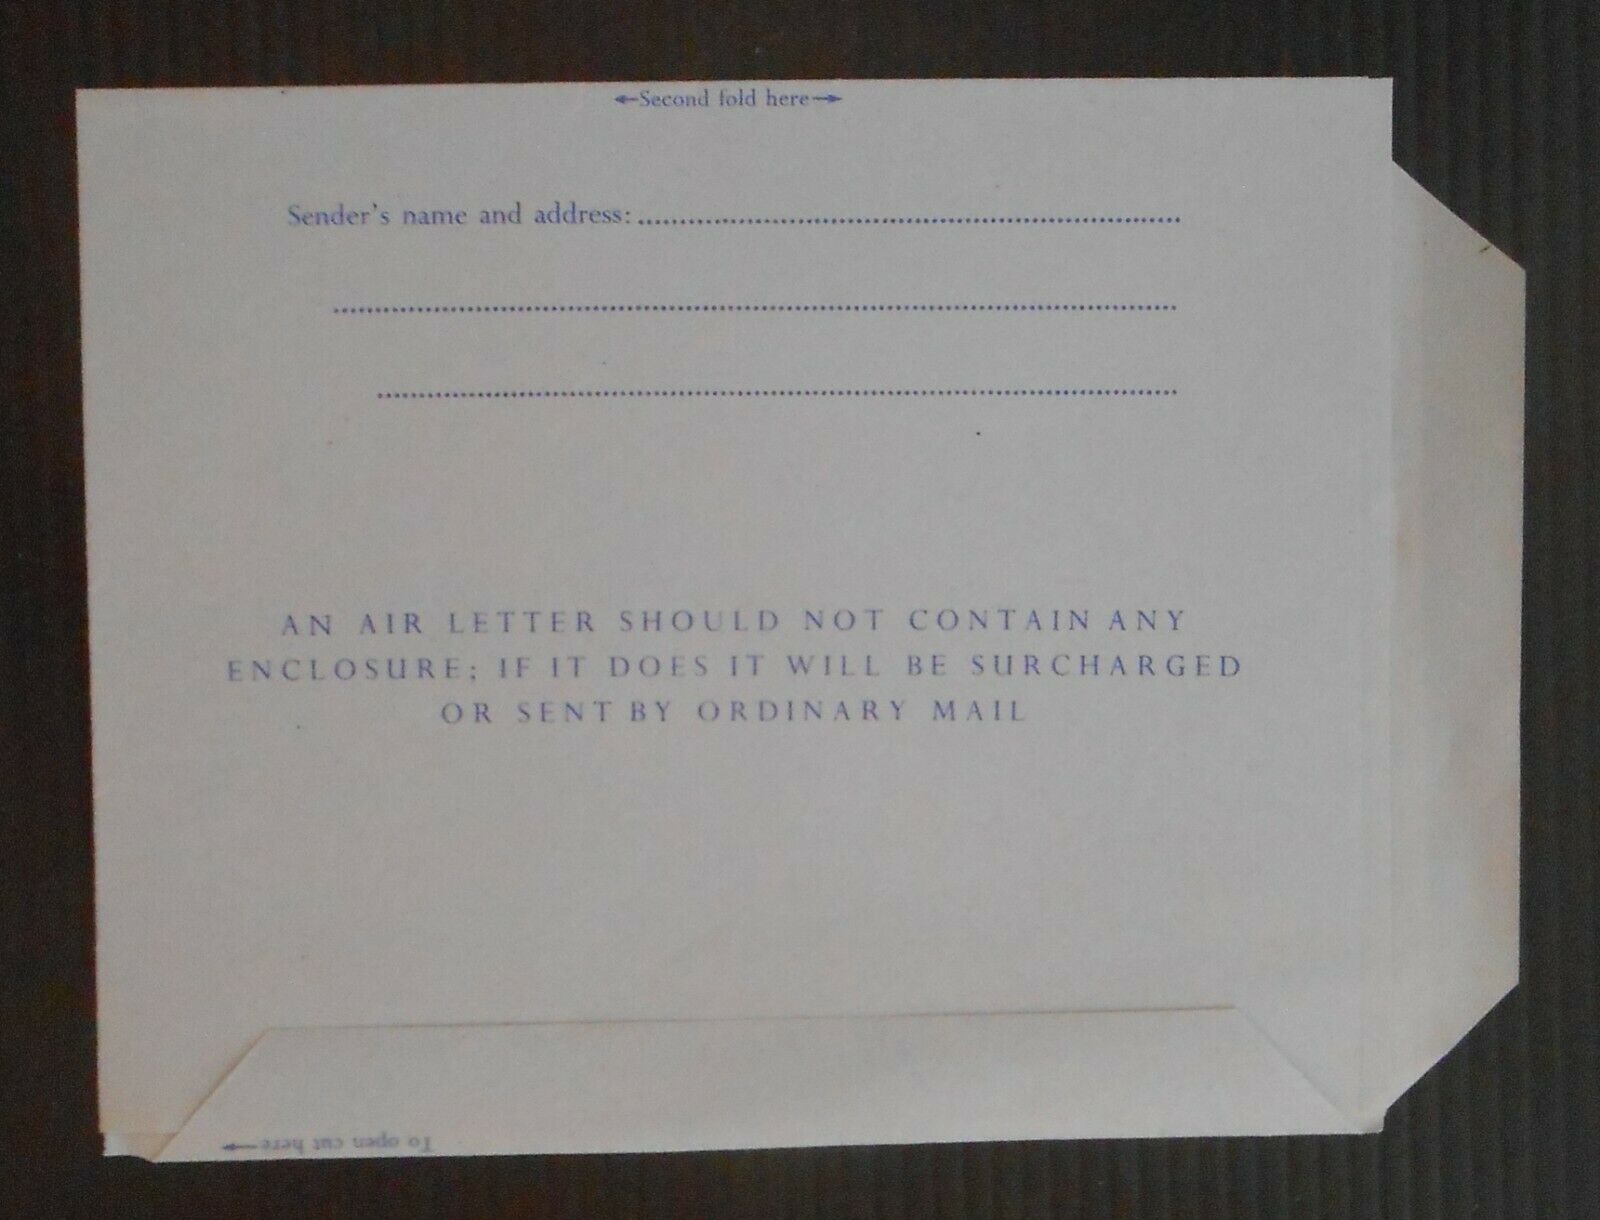 ←Second fold here→
Sender's name and address:
AN AIR LETTER SHOULD NOT CONTAIN ANY
ENCLOSURE; IF IT DOES IT WILL BE SURCHARGED
OR SENT BY ORDINARY MAIL
To open cut here→